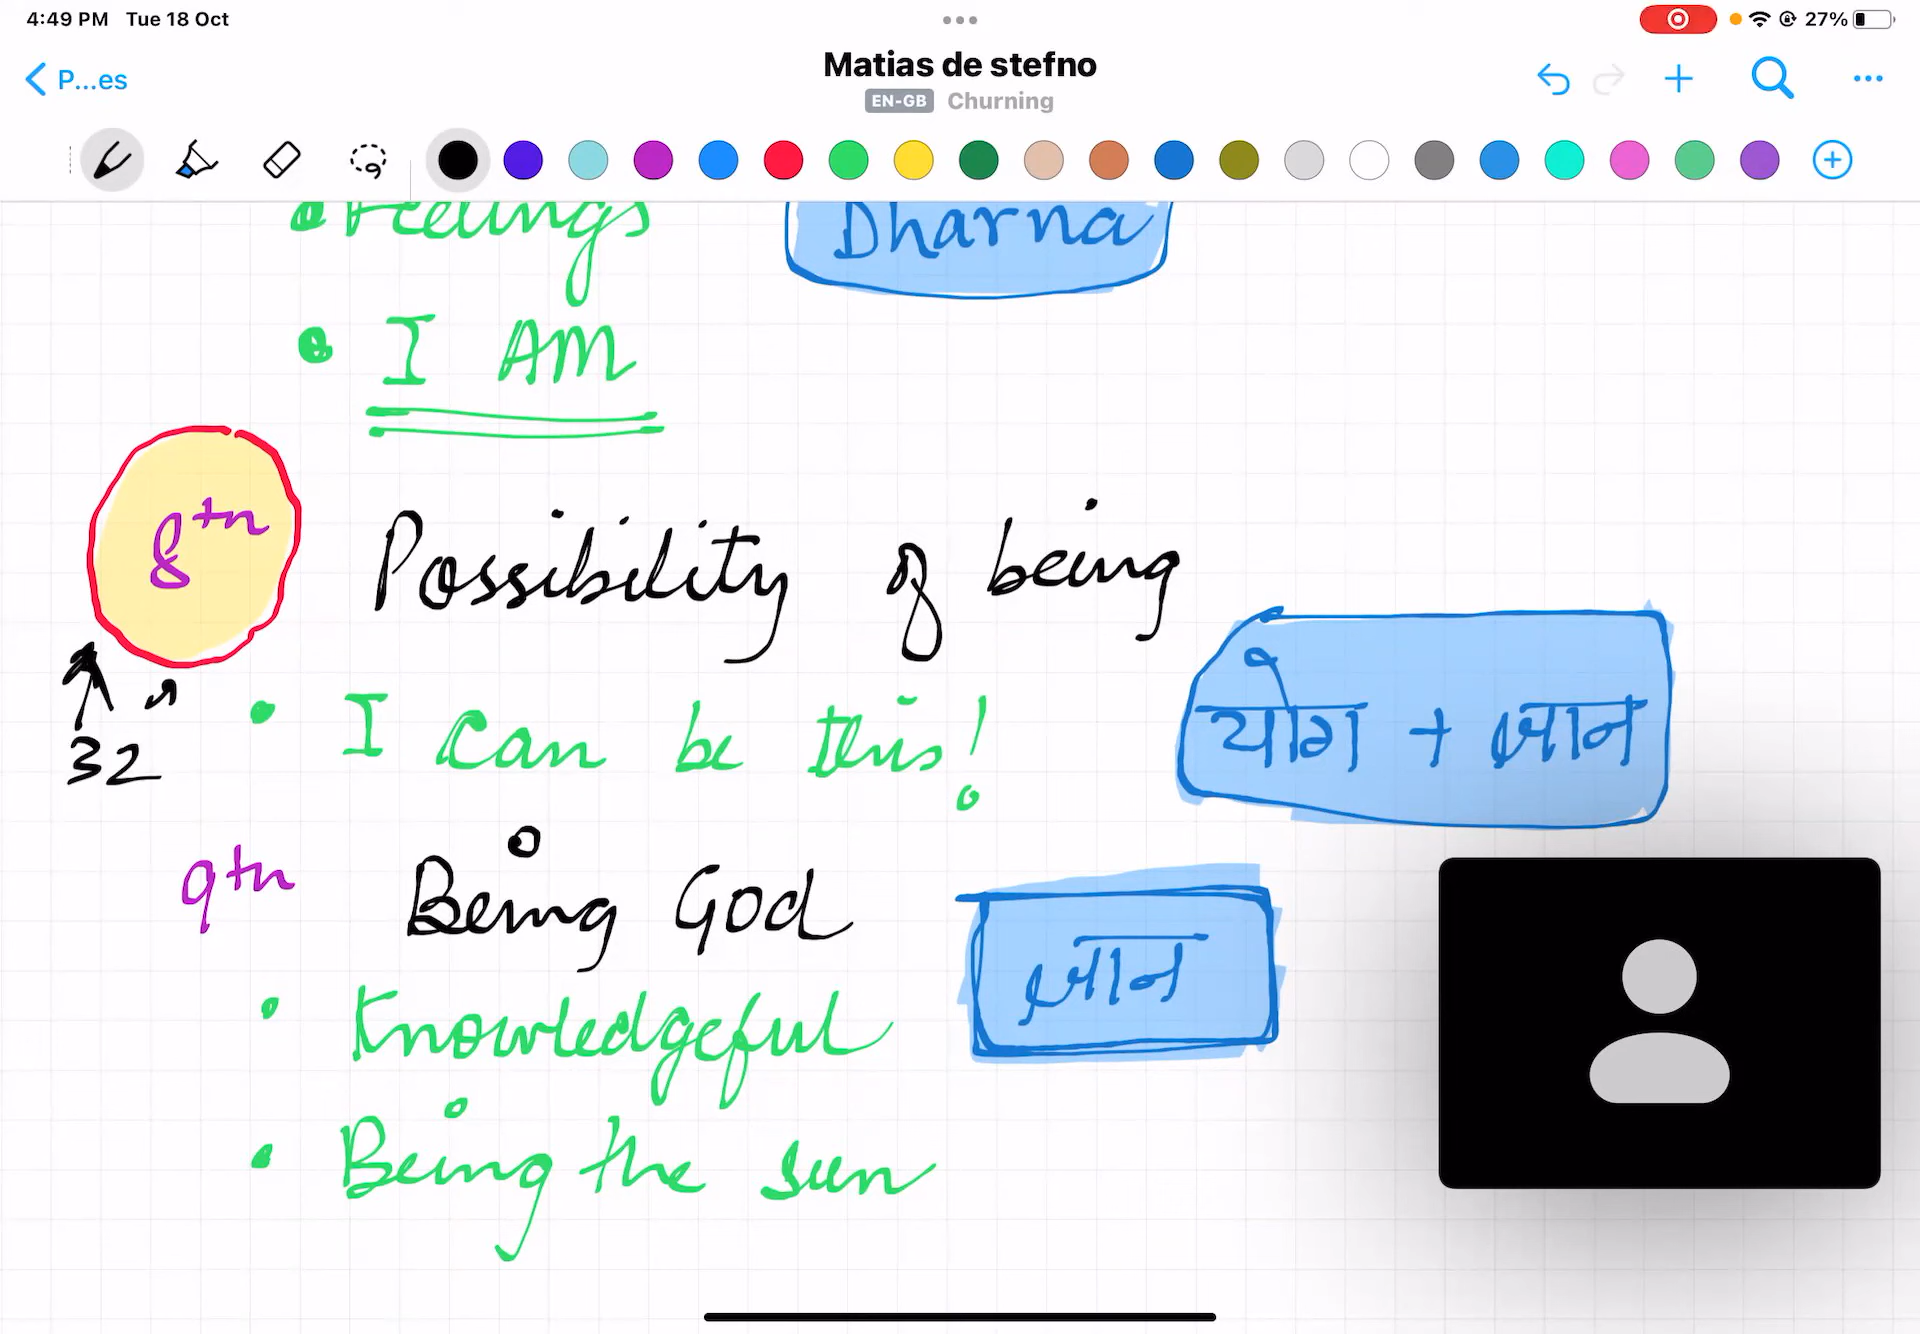 4:49 PM Tue 18 Oct
27%
P...es
Matias de stefno
EN-GB Churning
• Feelings
Dharna
• I AM
8th Possibility of being
32
• I can be this!
योग + ज्ञान
9th Being God
ज्ञान
• Knowledgeful
• Being the sun